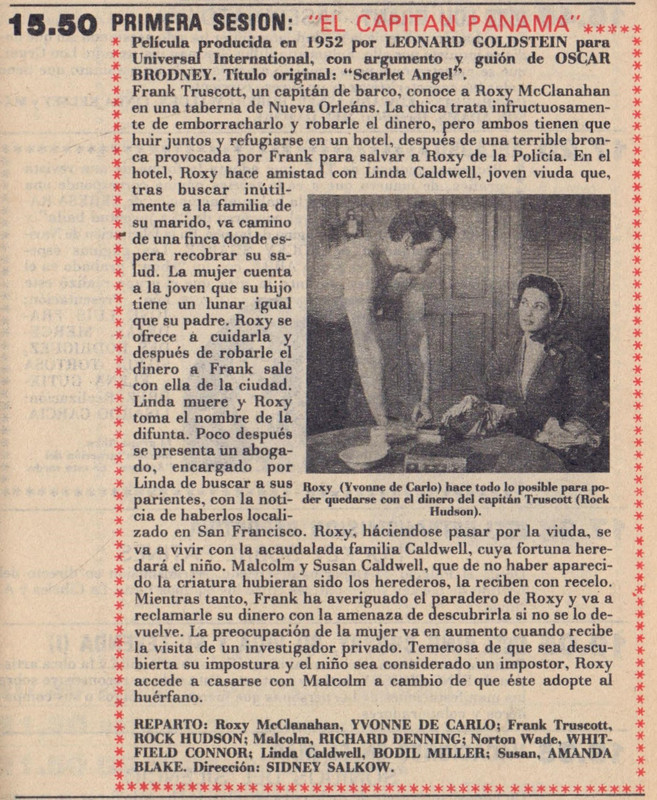 15.50 PRIMERA SESION: "EL CAPITAN PANAMA"
Película producida en 1952 por LEONARD GOLDSTEIN para
Universal International, con argumento y guión de OSCAR
BRODNEY. Título original: "Scarlet Angel".
Frank Truscott, un capitán de barco, conoce a Roxy McClanahan
en una taberna de Nueva Orleáns. La chica trata infructuosamen-
te de emborracharlo y robarle el dinero, pero ambos tienen que
huir juntos y refugiarse en un hotel, después de una terrible bron-
ca provocada por Frank para salvar a Roxy de la Policía. En el
hotel, Roxy hace amistad con Linda Caldwell, joven viuda que,
tras buscar inútil-
mente a la familia de
su marido, va camino
de una finca donde es-
pera recobrar su sa-
lud. La mujer cuenta
a la joven que su hijo
tiene un lunar igual
que su padre. Roxy se
ofrece a cuidarla y
después de robarle el
dinero a Frank sale
con ella de la ciudad.
Linda muere y Roxy
toma el nombre de la
difunta. Poco después
se presenta un aboga-
do, encargado por
Linda de buscar a sus
parientes, con la noti-
cia de haberlos locali-
Roxy (Yvonne de Carlo) hace todo lo posible para po-
der quedarse con el dinero del capitán Truscott (Rock
Hudson).
zado en San Francisco. Roxy, háciendose pasar por la viuda, se
va a vivir con la acaudalada familia Caldwell, cuya fortuna here-
dará el niño. Malcolm y Susan Caldwell, que de no haber apareci-
do la criatura hubieran sido los herederos, la reciben con recelo.
Mientras tanto, Frank ha averiguado el paradero de Roxy y va a
reclamarle su dinero con la amenaza de descubrirla si no se lo de-
vuelve. La preocupación de la mujer va en aumento cuando recibe
la visita de un investigador privado. Temerosa de que sea descu-
bierta su impostura y el niño sea considerado un impostor, Roxy
accede a casarse con Malcolm a cambio de que éste adopte al
huérfano.
REPARTO: Roxy McClanahan, YVONNE DE CARLO; Frank Truscott,
ROCK HUDSON; Malcolm, RICHARD DENNING; Norton Wade, WHIT-
FIELD CONNOR; Linda Caldwell, BODIL MILLER; Susan, AMANDA
BLAKE. Dirección: SIDNEY SALKOW.